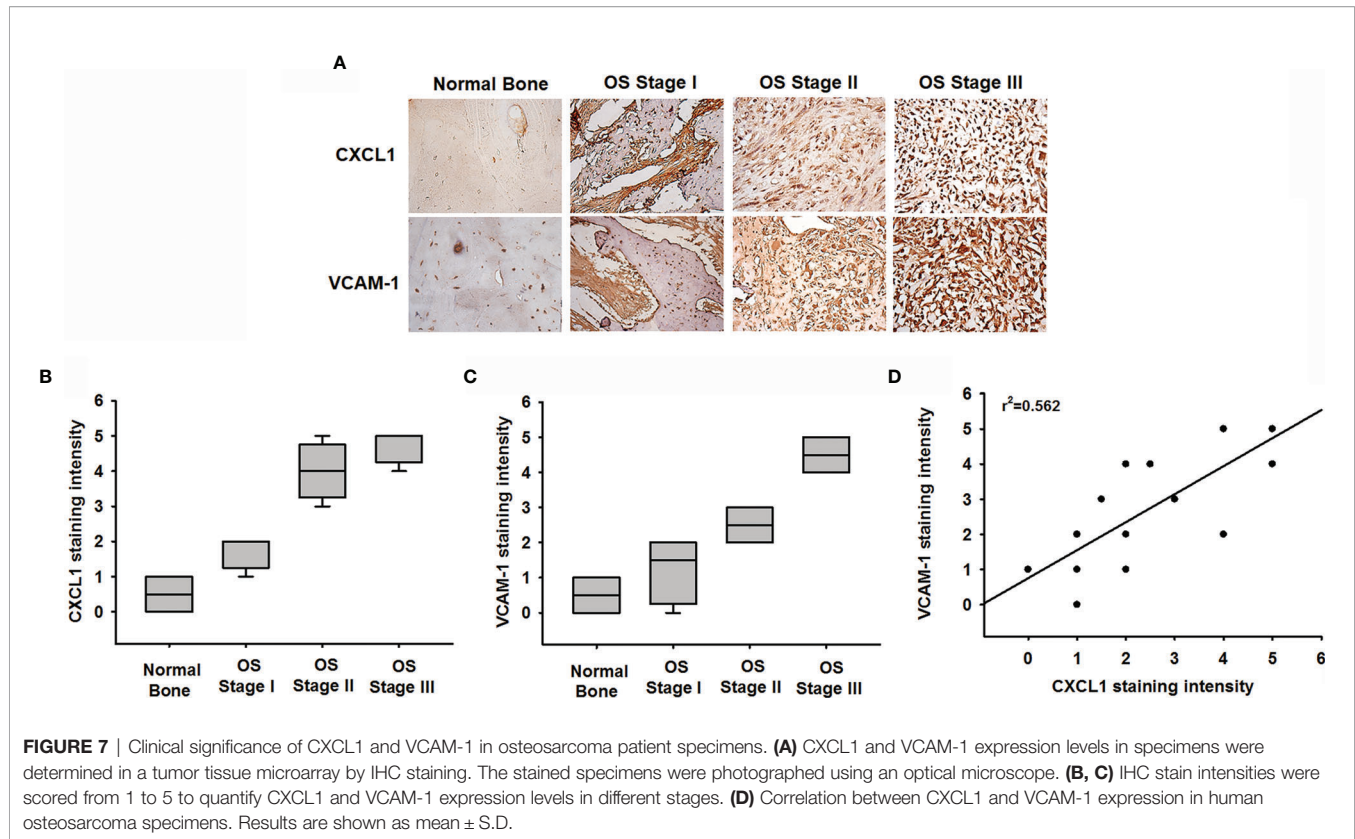 A
Normal Bone OS Stage I OS Stage II OS Stage III
CXCL1
VCAM-1
B
CXCL1 staining intensity
6
5
4
3
2
1
0
Normal Bone
OS Stage I
OS Stage II
OS Stage III
C
VCAM-1 staining intensity
6
5
4
3
2
1
0
Normal Bone
OS Stage I
OS Stage II
OS Stage III
D
r²=0.562
VCAM-1 staining intensity
6
5
4
3
2
1
0
0 1 2 3 4 5 6
CXCL1 staining intensity
FIGURE 7 | Clinical significance of CXCL1 and VCAM-1 in osteosarcoma patient specimens. (A) CXCL1 and VCAM-1 expression levels in specimens were
determined in a tumor tissue microarray by IHC staining. The stained specimens were photographed using an optical microscope. (B, C) IHC stain intensities were
scored from 1 to 5 to quantify CXCL1 and VCAM-1 expression levels in different stages. (D) Correlation between CXCL1 and VCAM-1 expression in human
osteosarcoma specimens. Results are shown as mean ± S.D.